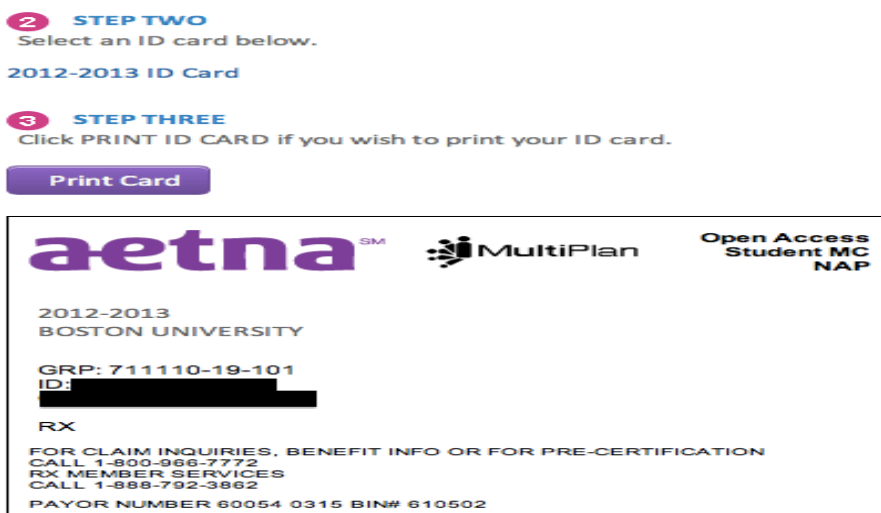 2 STEP TWO
Select an ID card below.
2012-2013 ID Card
3 STEP THREE
Click PRINT ID CARD if you wish to print your ID card.
Print Card
aetna SM MultiPlan Open Access
Student MC
NAP
2012-2013
BOSTON UNIVERSITY
GRP: 711110-19-101
ID:
RX
FOR CLAIM INQUIRIES, BENEFIT INFO OR FOR PRE-CERTIFICATION
CALL 1-800-966-7772
RX MEMBER SERVICES
CALL 1-888-792-3862
PAYOR NUMBER 60054 0315 BIN# 610502